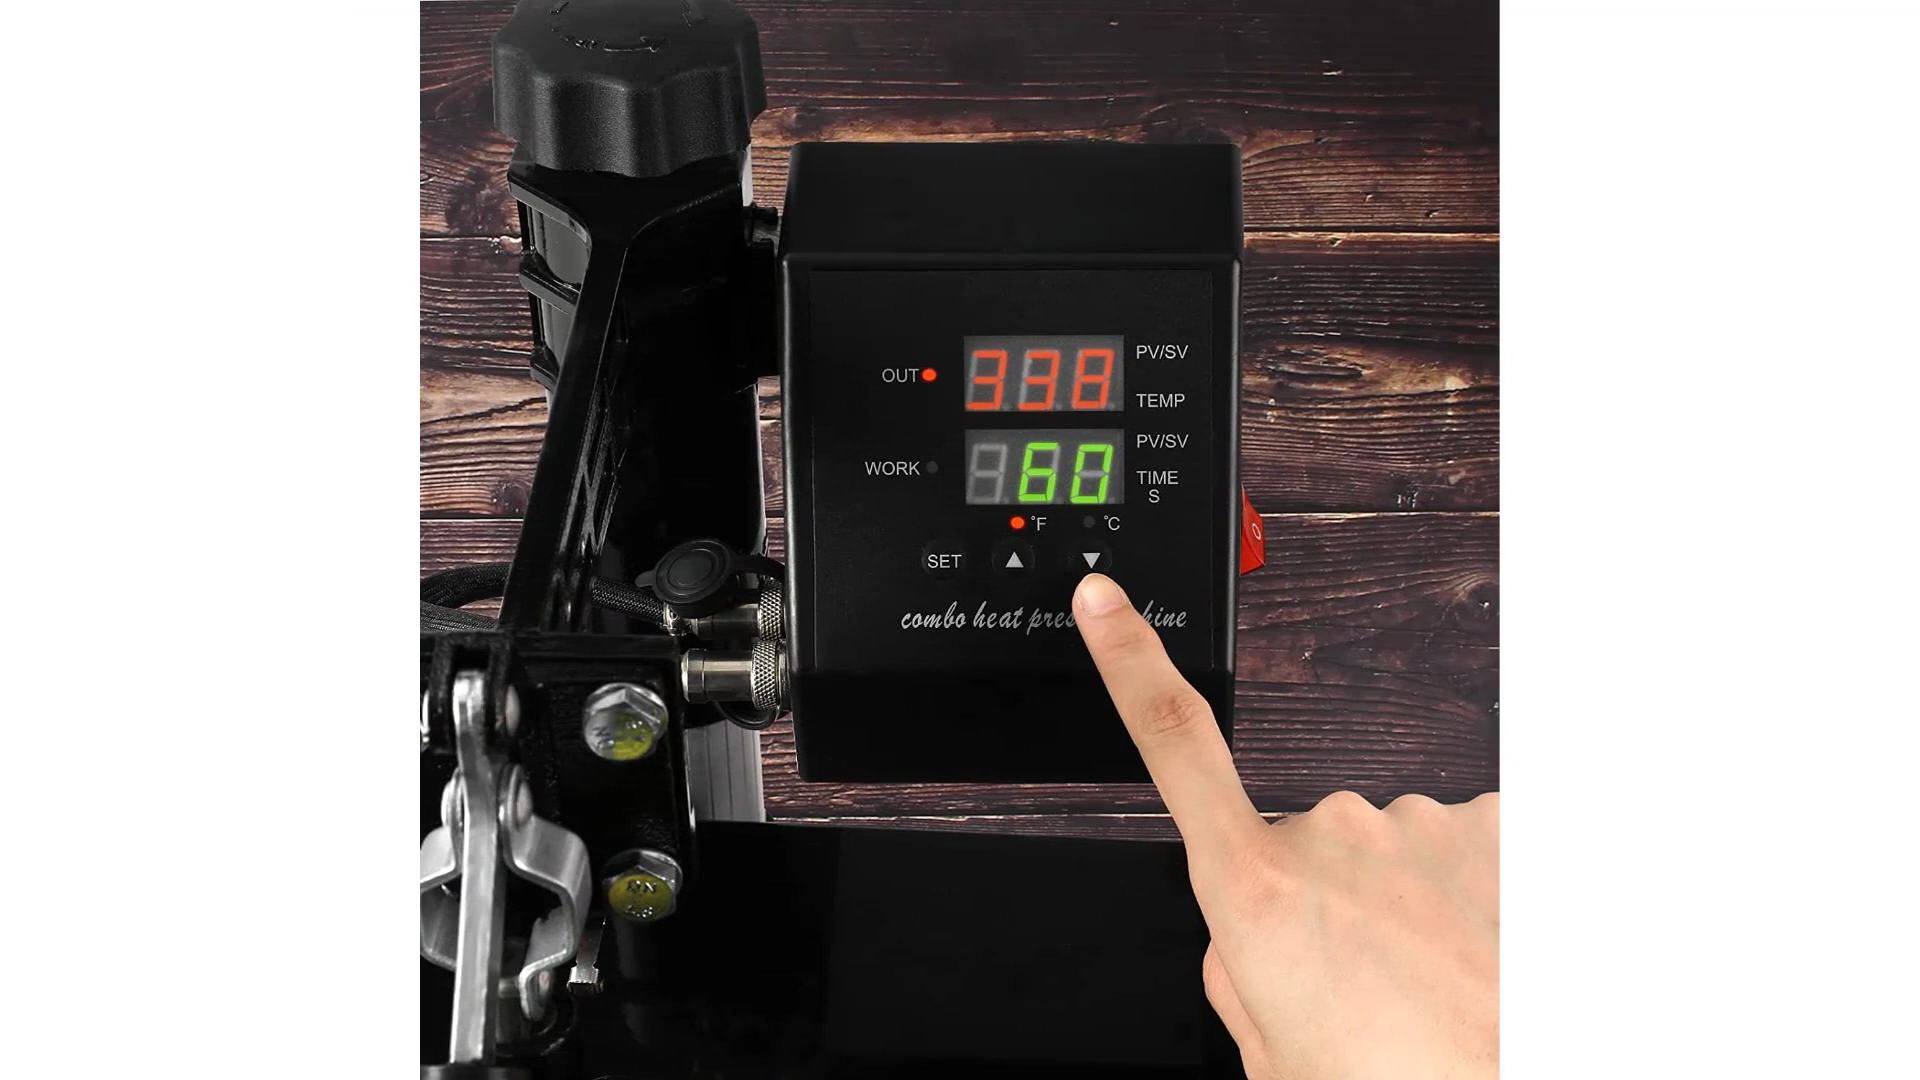 PV/SV
OUT 338
TEMP
PV/SV
WORK 60
TIME
S
°F °C
SET ▲ ▼
combo heat pres hine
O